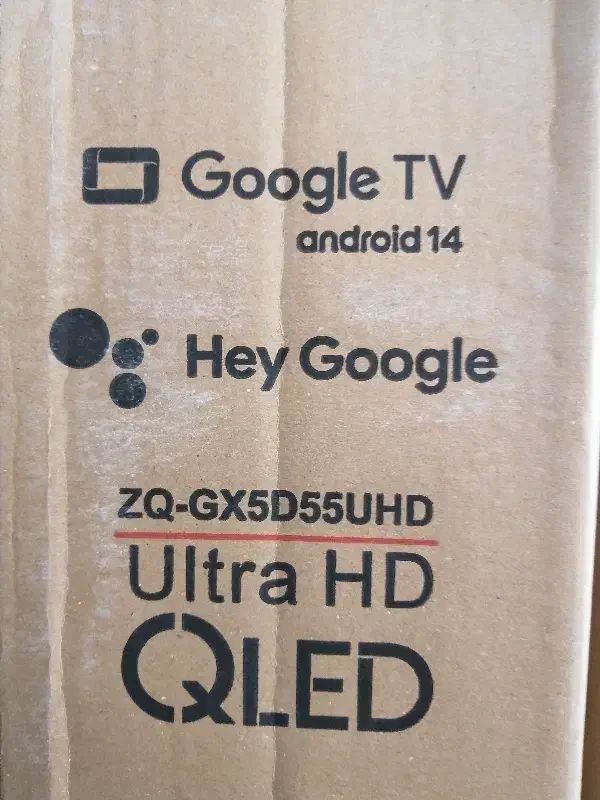 Google TV
android 14
Hey Google
ZQ-GX5D55UHD
Ultra HD
QLED